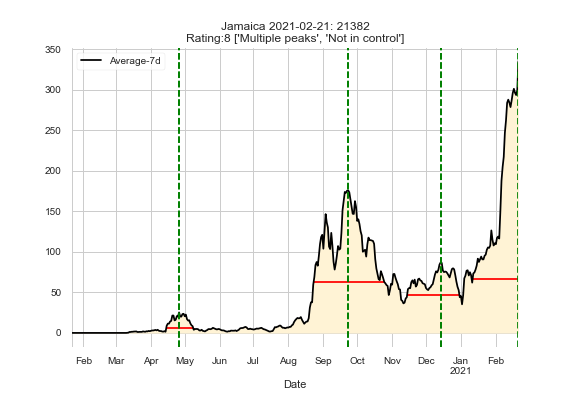 Jamaica 2021-02-21: 21382
Rating:8 ['Multiple peaks', 'Not in control']
Average-7d
350
300
250
200
150
100
50
0
Feb Mar Apr May Jun Jul Aug Sep Oct Nov Dec Jan Feb
2021
Date